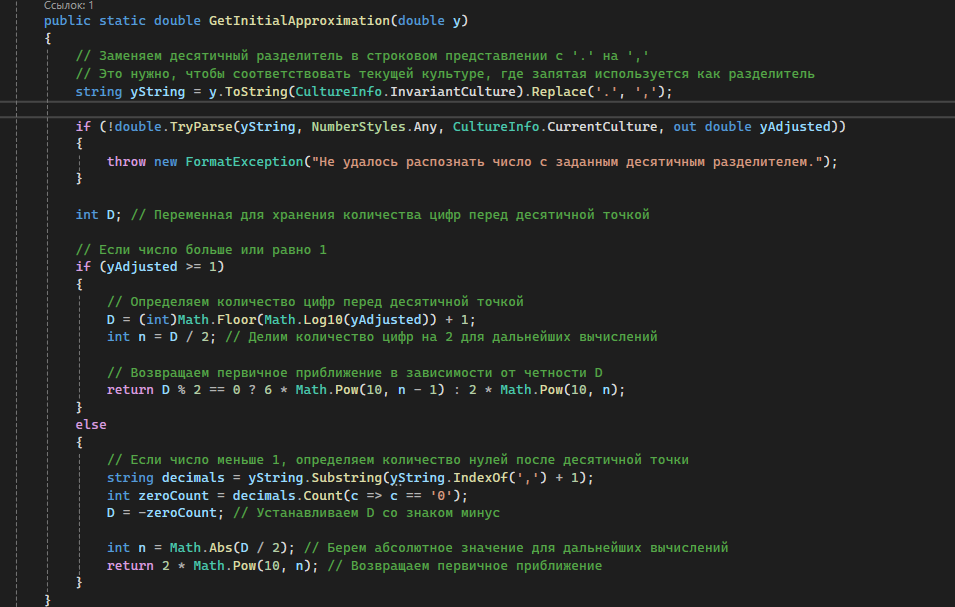 Ссылок: 1
public static double GetInitialApproximation(double y)
{
// Заменяем десятичный разделитель в строковом представлении с '.' на ','
// Это нужно, чтобы соответствовать текущей культуре, где запятая используется как разделитель
string yString = y.ToString(CultureInfo.InvariantCulture).Replace('.', ',');
if (!double.TryParse(yString, NumberStyles.Any, CultureInfo.CurrentCulture, out double yAdjusted))
{
throw new FormatException("Не удалось распознать число с заданным десятичным разделителем.");
}
int D; // Переменная для хранения количества цифр перед десятичной точкой
// Если число больше или равно 1
if (yAdjusted >= 1)
{
// Определяем количество цифр перед десятичной точкой
D = (int)Math.Floor(Math.Log10(yAdjusted)) + 1;
int n = D / 2; // Делим количество цифр на 2 для дальнейших вычислений
// Возвращаем первичное приближение в зависимости от четности D
return D % 2 == 0 ? 6 * Math.Pow(10, n - 1) : 2 * Math.Pow(10, n);
}
else
{
// Если число меньше 1, определяем количество нулей после десятичной точки
string decimals = yString.Substring(yString.IndexOf(',') + 1);
int zeroCount = decimals.Count(c => c == '0');
D = -zeroCount; // Устанавливаем D со знаком минус
int n = Math.Abs(D / 2); // Берем абсолютное значение для дальнейших вычислений
return 2 * Math.Pow(10, n); // Возвращаем первичное приближение
}
}